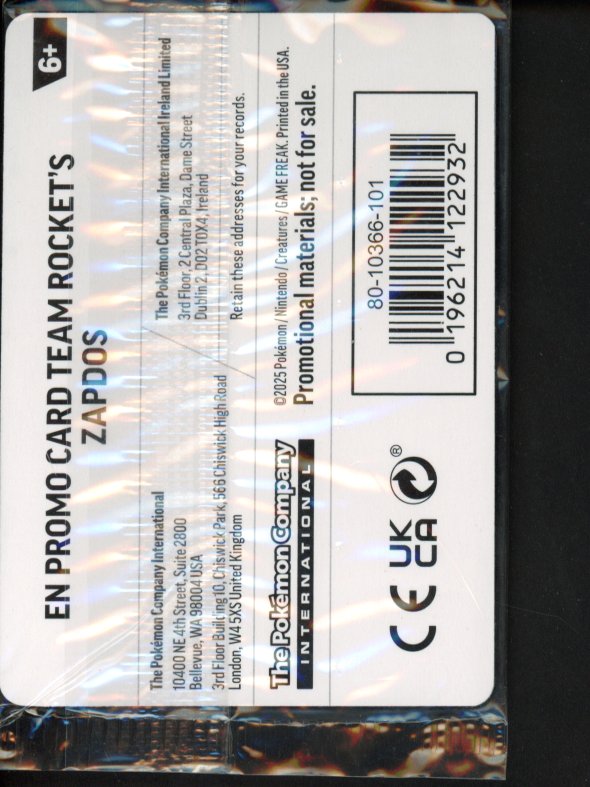 6+
EN PROMO CARD TEAM ROCKET'S
ZAPDOS
The Pokémon Company International
10400 NE 4th Street, Suite 2800
Bellevue, WA 98004 USA
3rd Floor Building 10, Chiswick Park, 566 Chiswick High Road
London, W4 5XS United Kingdom
The Pokémon Company International Ireland Limited
3rd Floor, 2 Central Plaza, Dame Street
Dublin 2, D02 T0X4, Ireland
Retain these addresses for your records.
The Pokémon Company
INTERNATIONAL
©2025 Pokémon / Nintendo / Creatures / GAME FREAK. Printed in the USA.
Promotional materials; not for sale.
CE
UK
CA
®
80-10366-101
0 196214 122932